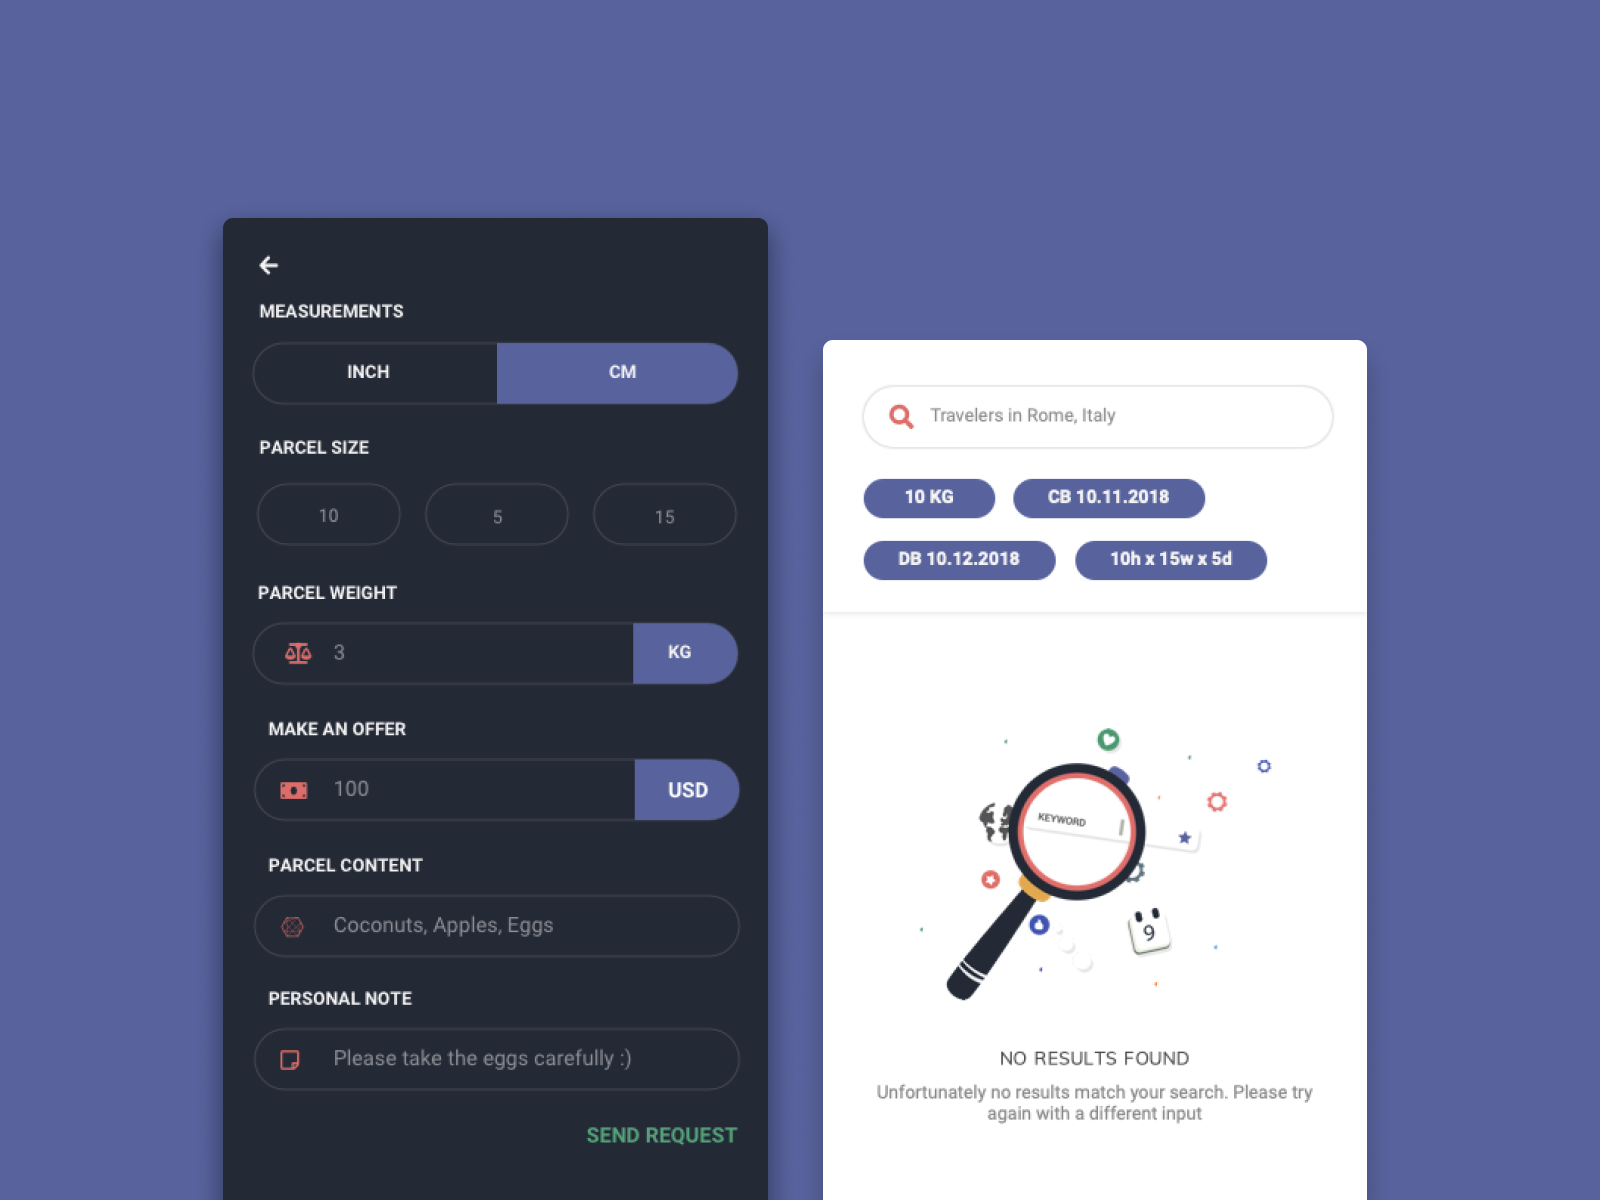 MEASUREMENTS
INCH
CM
PARCEL SIZE
10
5
15
PARCEL WEIGHT
3
KG
MAKE AN OFFER
100
USD
PARCEL CONTENT
Coconuts, Apples, Eggs
PERSONAL NOTE
Please take the eggs carefully :)
SEND REQUEST
Travelers in Rome, Italy
10 KG
CB 10.11.2018
DB 10.12.2018
10h x 15w x 5d
KEYWORD
9
NO RESULTS FOUND
Unfortunately no results match your search. Please try
again with a different input